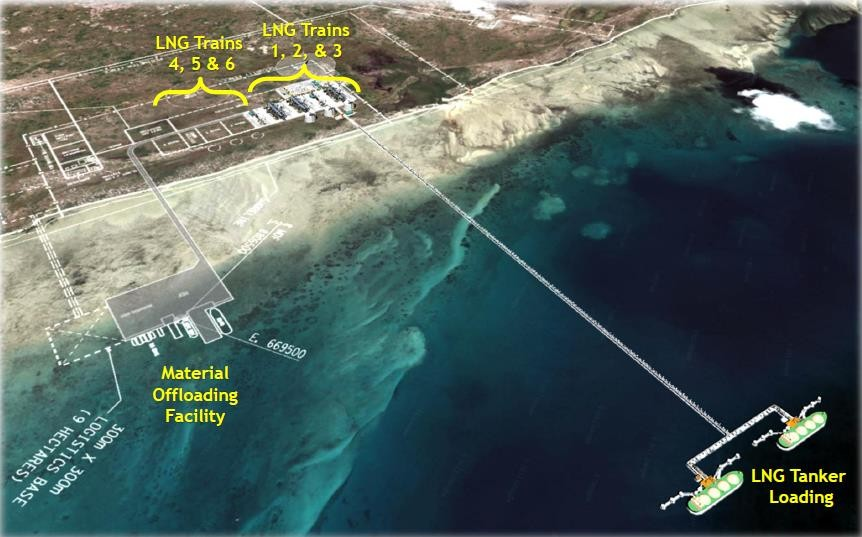 LNG Trains
4, 5 & 6
LNG Trains
1, 2, & 3
E. 669500
Material
Offloading
Facility
300m X 300m
LOGISTICS BASE
(9 HECTARES)
LNG Tanker
Loading